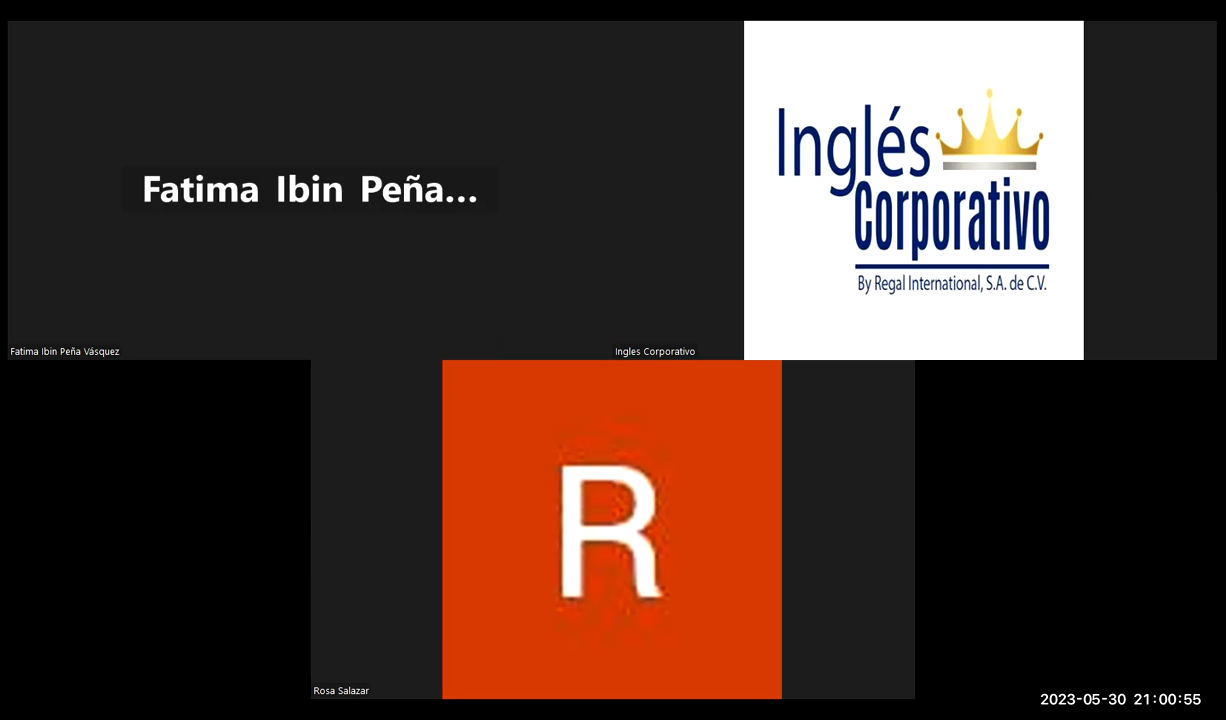 Fatima Ibin Peña...
Fatima Ibin Peña Vásquez
Inglés
Corporativo
By Regal International, S.A. de C.V.
Ingles Corporativo
R
Rosa Salazar
2023-05-30 21:00:55